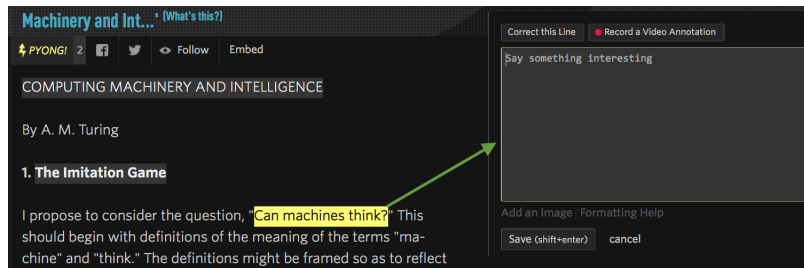 Machinery and Int...' [What's this?]
PYONG! 2 Follow Embed
COMPUTING MACHINERY AND INTELLIGENCE
By A. M. Turing
1. The Imitation Game
I propose to consider the question, "Can machines think?" This
should begin with definitions of the meaning of the terms "ma-
chine" and "think." The definitions might be framed so as to reflect
Correct this Line Record a Video Annotation
Say something interesting
Add an Image Formatting Help
Save (shift+enter) cancel